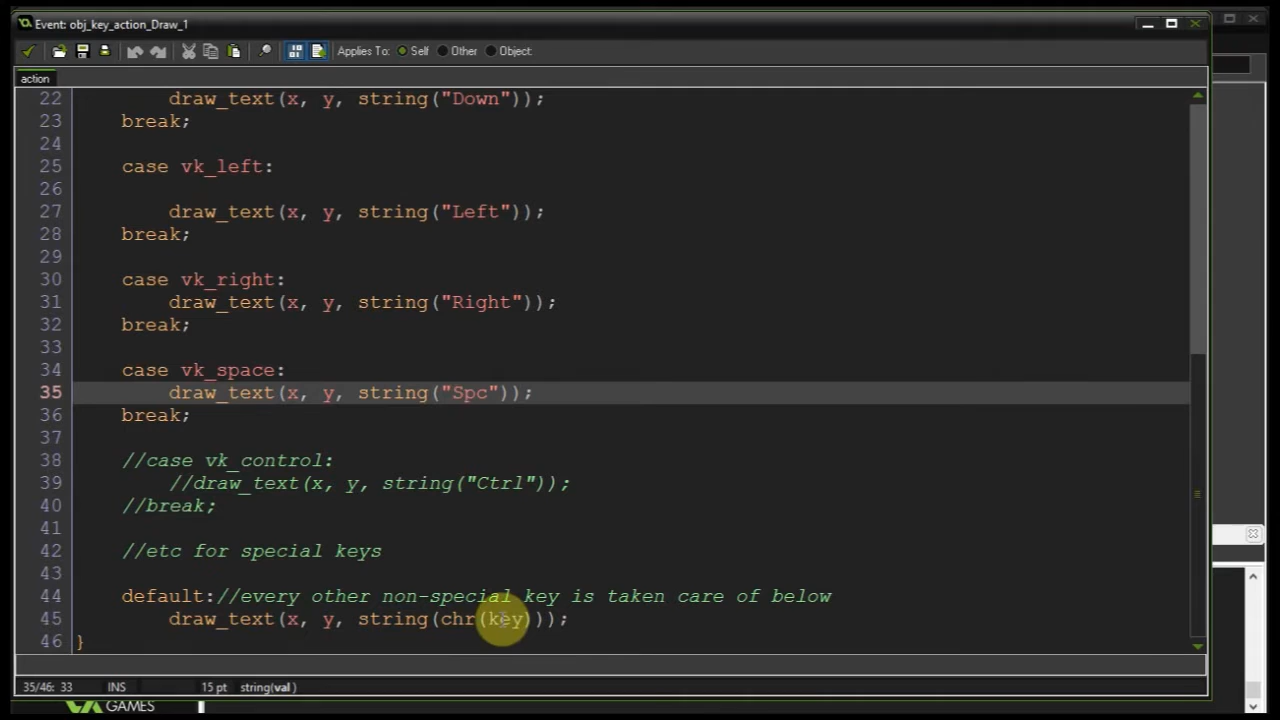 Event: obj_key_action_Draw_1
Applies To: Self Other Object:
action
22 draw_text(x, y, string("Down"));
23 break;
24
25 case vk_left:
26
27 draw_text(x, y, string("Left"));
28 break;
29
30 case vk_right:
31 draw_text(x, y, string("Right"));
32 break;
33
34 case vk_space:
35 draw_text(x, y, string("Spc"));
36 break;
37
38 //case vk_control:
39 //draw_text(x, y, string("Ctrl"));
40 //break;
41
42 //etc for special keys
43
44 default://every other non-special key is taken care of below
45 draw_text(x, y, string(chr(key)));
46 }
35/46: 33 INS 15 pt string(val)
GAMES